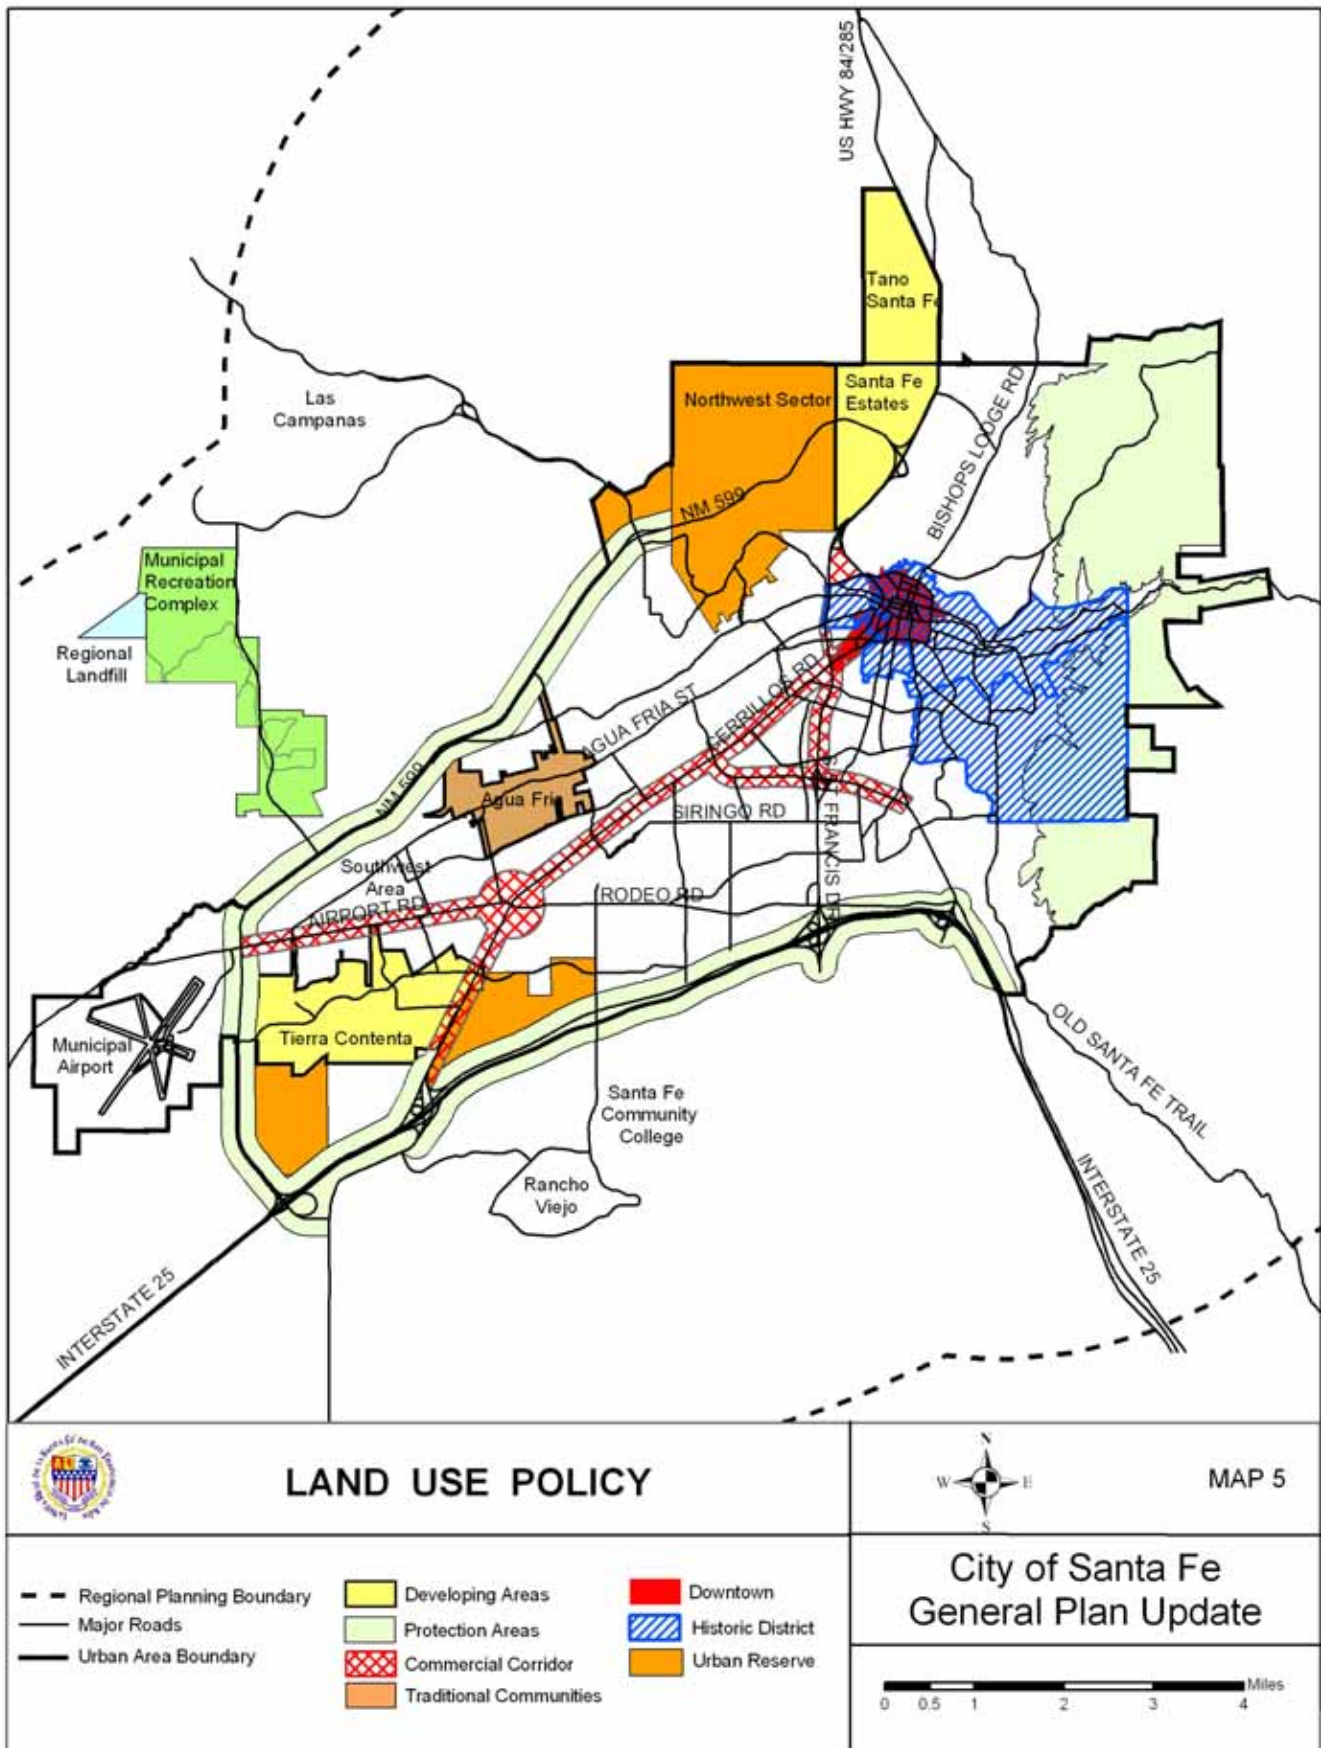 US HWY 84/285
Tano
Santa Fe
Las
Campanas
Northwest Sector
Santa Fe
Estates
BISHOPS LODGE RD
NM 599
Municipal
Recreation
Complex
Regional
Landfill
AGUA FRIA ST
CERRILLOS RD
NM 599
Agua Fria
SIRINGO RD
ST FRANCIS DR
Southwest
Area
AIRPORT RD
RODEO RD
Municipal
Airport
Tierra Contenta
OLD SANTA FE TRAIL
Santa Fe
Community
College
Rancho
Viejo
INTERSTATE 25
INTERSTATE 25
LAND USE POLICY
N
W E
S
MAP 5
City of Santa Fe
General Plan Update
Regional Planning Boundary
Major Roads
Urban Area Boundary
Developing Areas
Protection Areas
Commercial Corridor
Traditional Communities
Downtown
Historic District
Urban Reserve
Miles
0 0.5 1 2 3 4